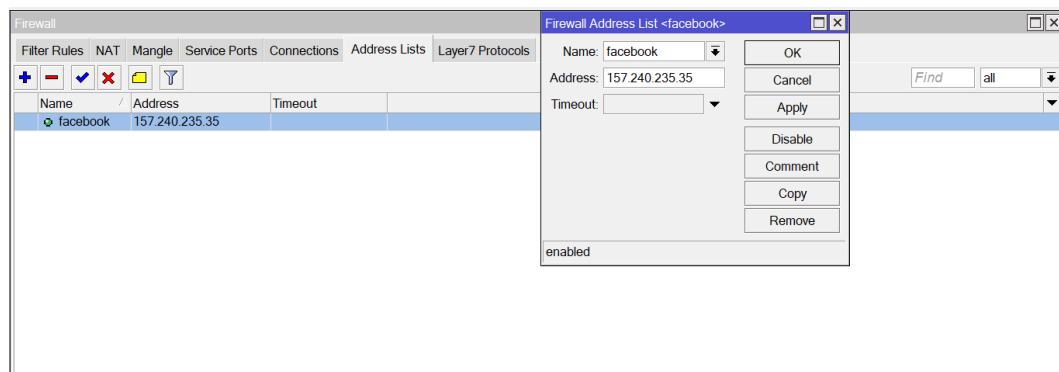 Firewall
Filter Rules NAT Mangle Service Ports Connections Address Lists Layer7 Protocols
Find all
Name Address Timeout
facebook 157.240.235.35
Firewall Address List <facebook>
Name: facebook OK
Address: 157.240.235.35 Cancel
Timeout: Apply
Disable
Comment
Copy
Remove
enabled